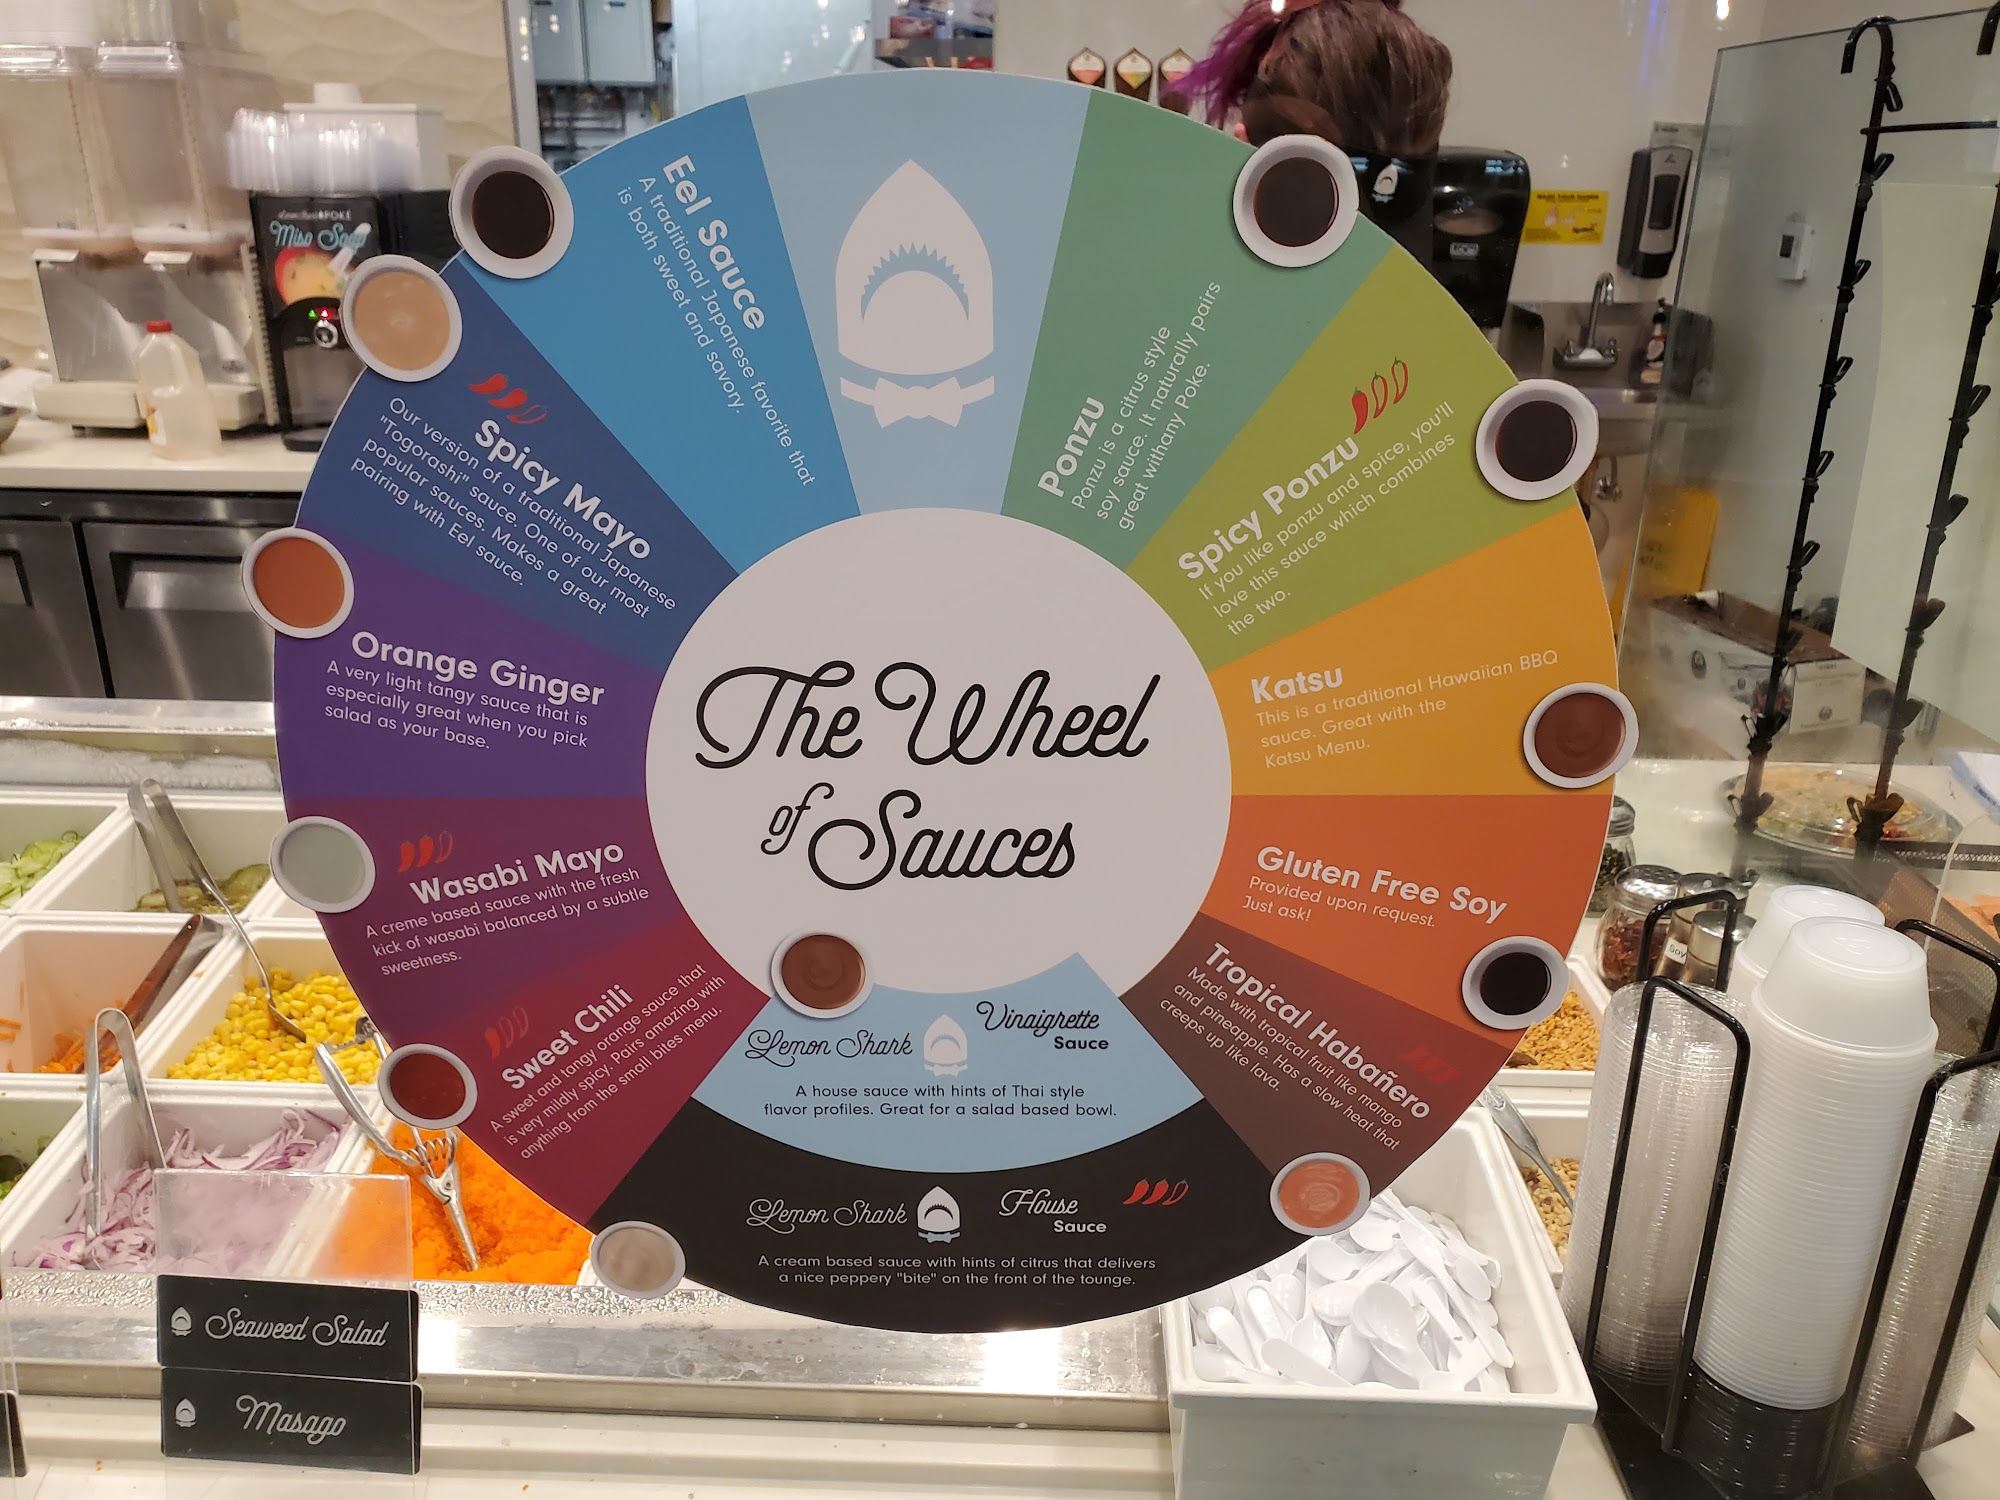 The Wheel
of Sauces
Eel Sauce
A traditional Japanese favorite that
is both sweet and savory.
Ponzu
Ponzu is a citrus style
soy sauce. It naturally pairs
great withany Poke.
Spicy Ponzu
If you like ponzu and spice, you'll
love this sauce which combines
the two.
Katsu
This is a traditional Hawaiian BBQ
sauce. Great with the
Katsu Menu.
Gluten Free Soy
Provided upon request.
Just ask!
Tropical Habañero
Made with tropical fruit like mango
and pineapple. Has a slow heat that
creeps up like lava.
Lemon Shark Vinaigrette
Sauce
A house sauce with hints of Thai style
flavor profiles. Great for a salad based bowl.
Lemon Shark House
Sauce
A cream based sauce with hints of citrus that delivers
a nice peppery "bite" on the front of the tounge.
Sweet Chili
A sweet and tangy orange sauce that
is very mildly spicy. Pairs amazing with
anything from the small bites menu.
Wasabi Mayo
A creme based sauce with the fresh
kick of wasabi balanced by a subtle
sweetness.
Orange Ginger
A very light tangy sauce that is
especially great when you pick
salad as your base.
Spicy Mayo
Our version of a traditional Japanese
"Togorashi" sauce. One of our most
popular sauces. Makes a great
pairing with Eel sauce.
Lemon Shark POKE
Miso Soup
Soy
Seaweed Salad
Masago